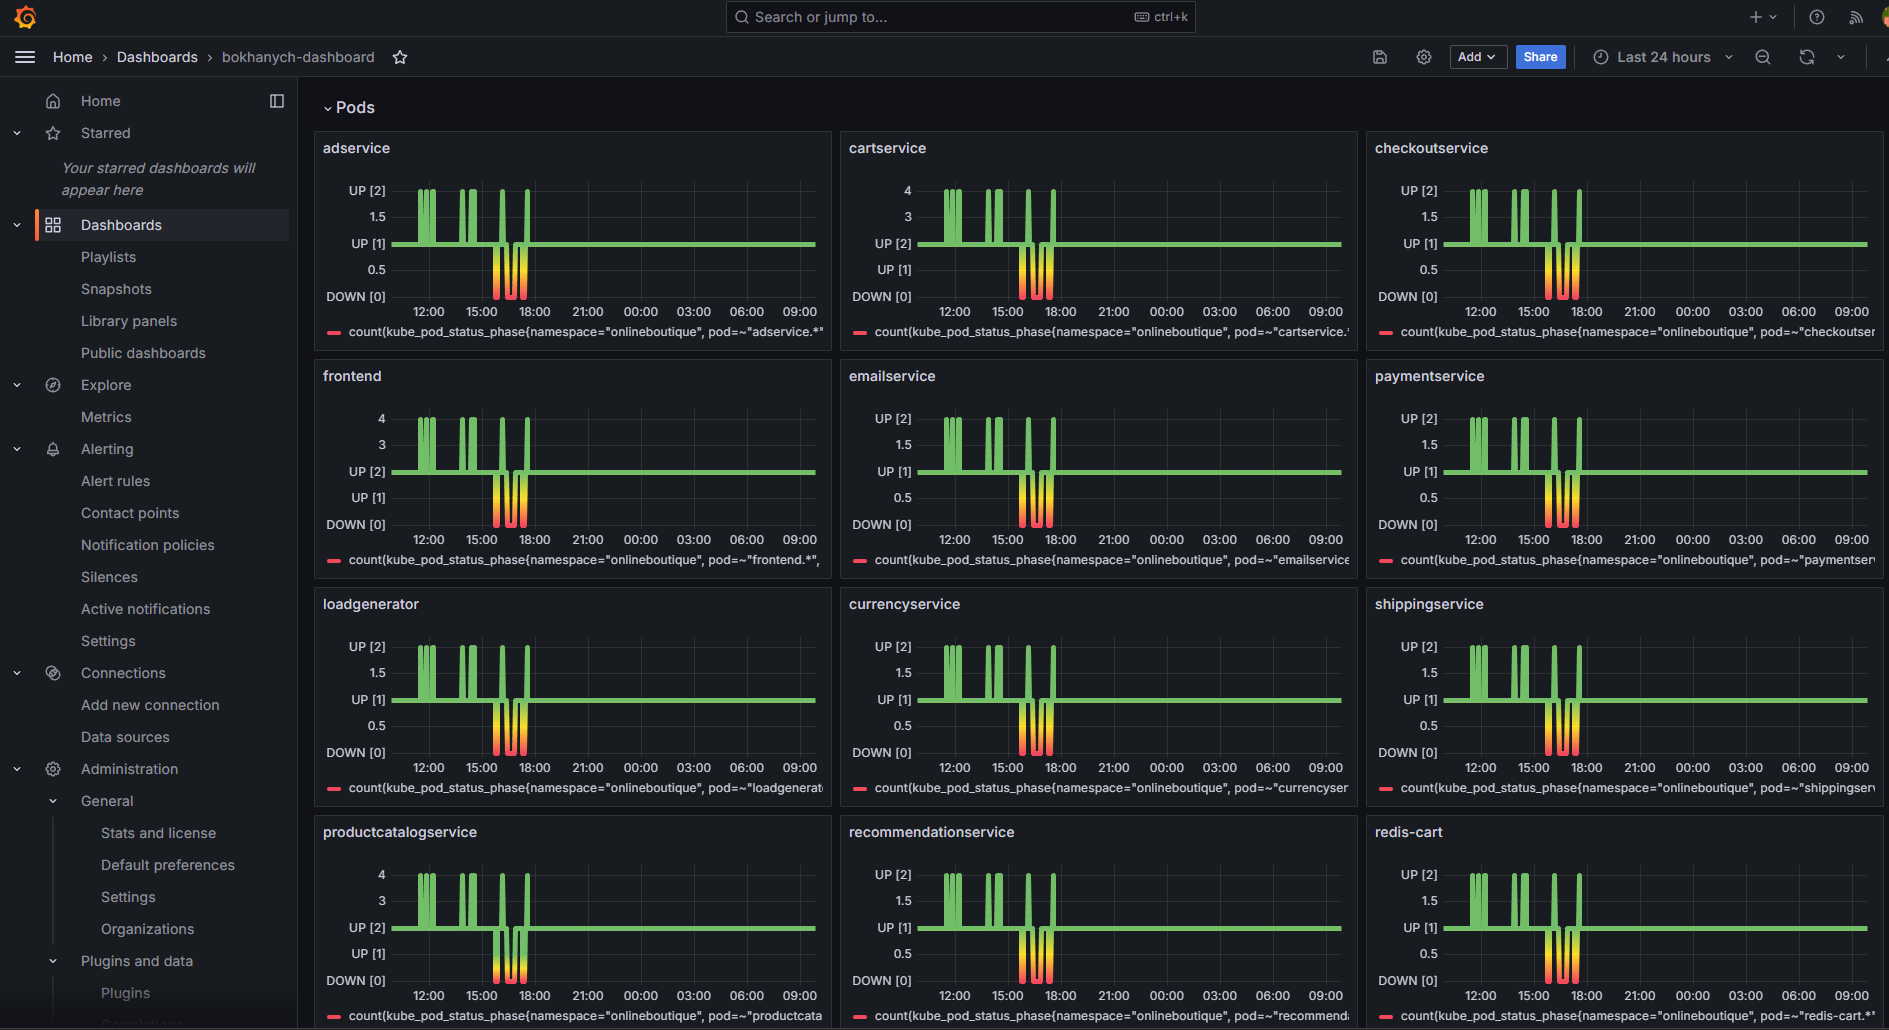 Search or jump to...
ctrl+k
Home › Dashboards › bokhanych-dashboard
Add
Share
Last 24 hours
Home
Starred
Your starred dashboards will
appear here
Dashboards
Playlists
Snapshots
Library panels
Public dashboards
Explore
Metrics
Alerting
Alert rules
Contact points
Notification policies
Silences
Active notifications
Settings
Connections
Add new connection
Data sources
Administration
General
Stats and license
Default preferences
Settings
Organizations
Plugins and data
Plugins
Pods
adservice
UP [2]
1.5
UP [1]
0.5
DOWN [0]
12:00 15:00 18:00 21:00 00:00 03:00 06:00 09:00
count(kube_pod_status_phase{namespace="onlineboutique", pod=~"adservice.*"
cartservice
4
3
UP [2]
UP [1]
DOWN [0]
12:00 15:00 18:00 21:00 00:00 03:00 06:00 09:00
count(kube_pod_status_phase{namespace="onlineboutique", pod=~"cartservice.*
checkoutservice
UP [2]
1.5
UP [1]
0.5
DOWN [0]
12:00 15:00 18:00 21:00 00:00 03:00 06:00 09:00
count(kube_pod_status_phase{namespace="onlineboutique", pod=~"checkoutser
frontend
4
3
UP [2]
UP [1]
DOWN [0]
12:00 15:00 18:00 21:00 00:00 03:00 06:00 09:00
count(kube_pod_status_phase{namespace="onlineboutique", pod=~"frontend.*",
emailservice
UP [2]
1.5
UP [1]
0.5
DOWN [0]
12:00 15:00 18:00 21:00 00:00 03:00 06:00 09:00
count(kube_pod_status_phase{namespace="onlineboutique", pod=~"emailservice
paymentservice
UP [2]
1.5
UP [1]
0.5
DOWN [0]
12:00 15:00 18:00 21:00 00:00 03:00 06:00 09:00
count(kube_pod_status_phase{namespace="onlineboutique", pod=~"paymentserv
loadgenerator
UP [2]
1.5
UP [1]
0.5
DOWN [0]
12:00 15:00 18:00 21:00 00:00 03:00 06:00 09:00
count(kube_pod_status_phase{namespace="onlineboutique", pod=~"loadgenerato
currencyservice
UP [2]
1.5
UP [1]
0.5
DOWN [0]
12:00 15:00 18:00 21:00 00:00 03:00 06:00 09:00
count(kube_pod_status_phase{namespace="onlineboutique", pod=~"currencyser
shippingservice
UP [2]
1.5
UP [1]
0.5
DOWN [0]
12:00 15:00 18:00 21:00 00:00 03:00 06:00 09:00
count(kube_pod_status_phase{namespace="onlineboutique", pod=~"shippingserv
productcatalogservice
4
3
UP [2]
UP [1]
DOWN [0]
12:00 15:00 18:00 21:00 00:00 03:00 06:00 09:00
count(kube_pod_status_phase{namespace="onlineboutique", pod=~"productcata
recommendationservice
UP [2]
1.5
UP [1]
0.5
DOWN [0]
12:00 15:00 18:00 21:00 00:00 03:00 06:00 09:00
count(kube_pod_status_phase{namespace="onlineboutique", pod=~"recommenda
redis-cart
UP [2]
1.5
UP [1]
0.5
DOWN [0]
12:00 15:00 18:00 21:00 00:00 03:00 06:00 09:00
count(kube_pod_status_phase{namespace="onlineboutique", pod=~"redis-cart.*"